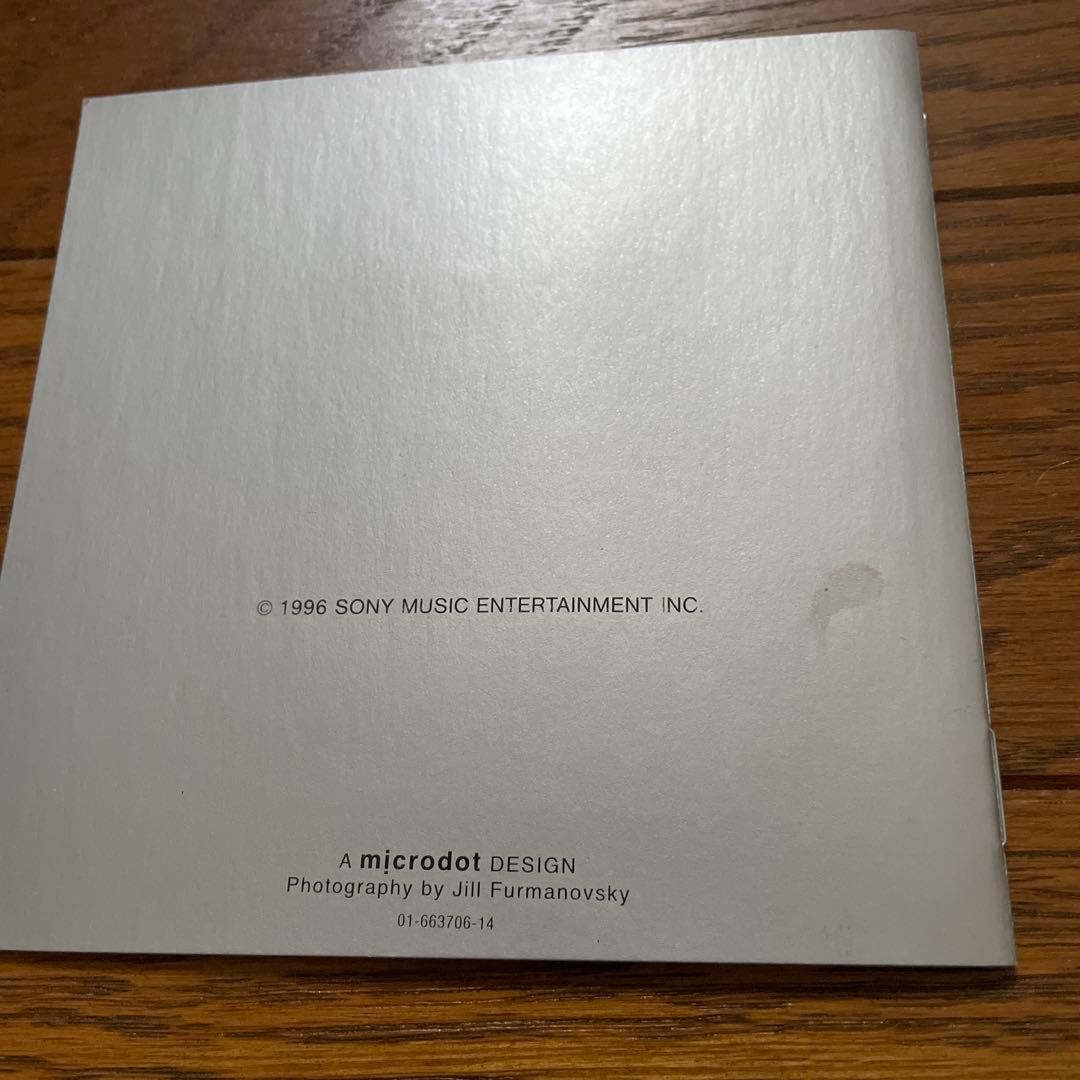 © 1996 SONY MUSIC ENTERTAINMENT INC.
A microdot DESIGN
Photography by Jill Furmanovsky
01-663706-14